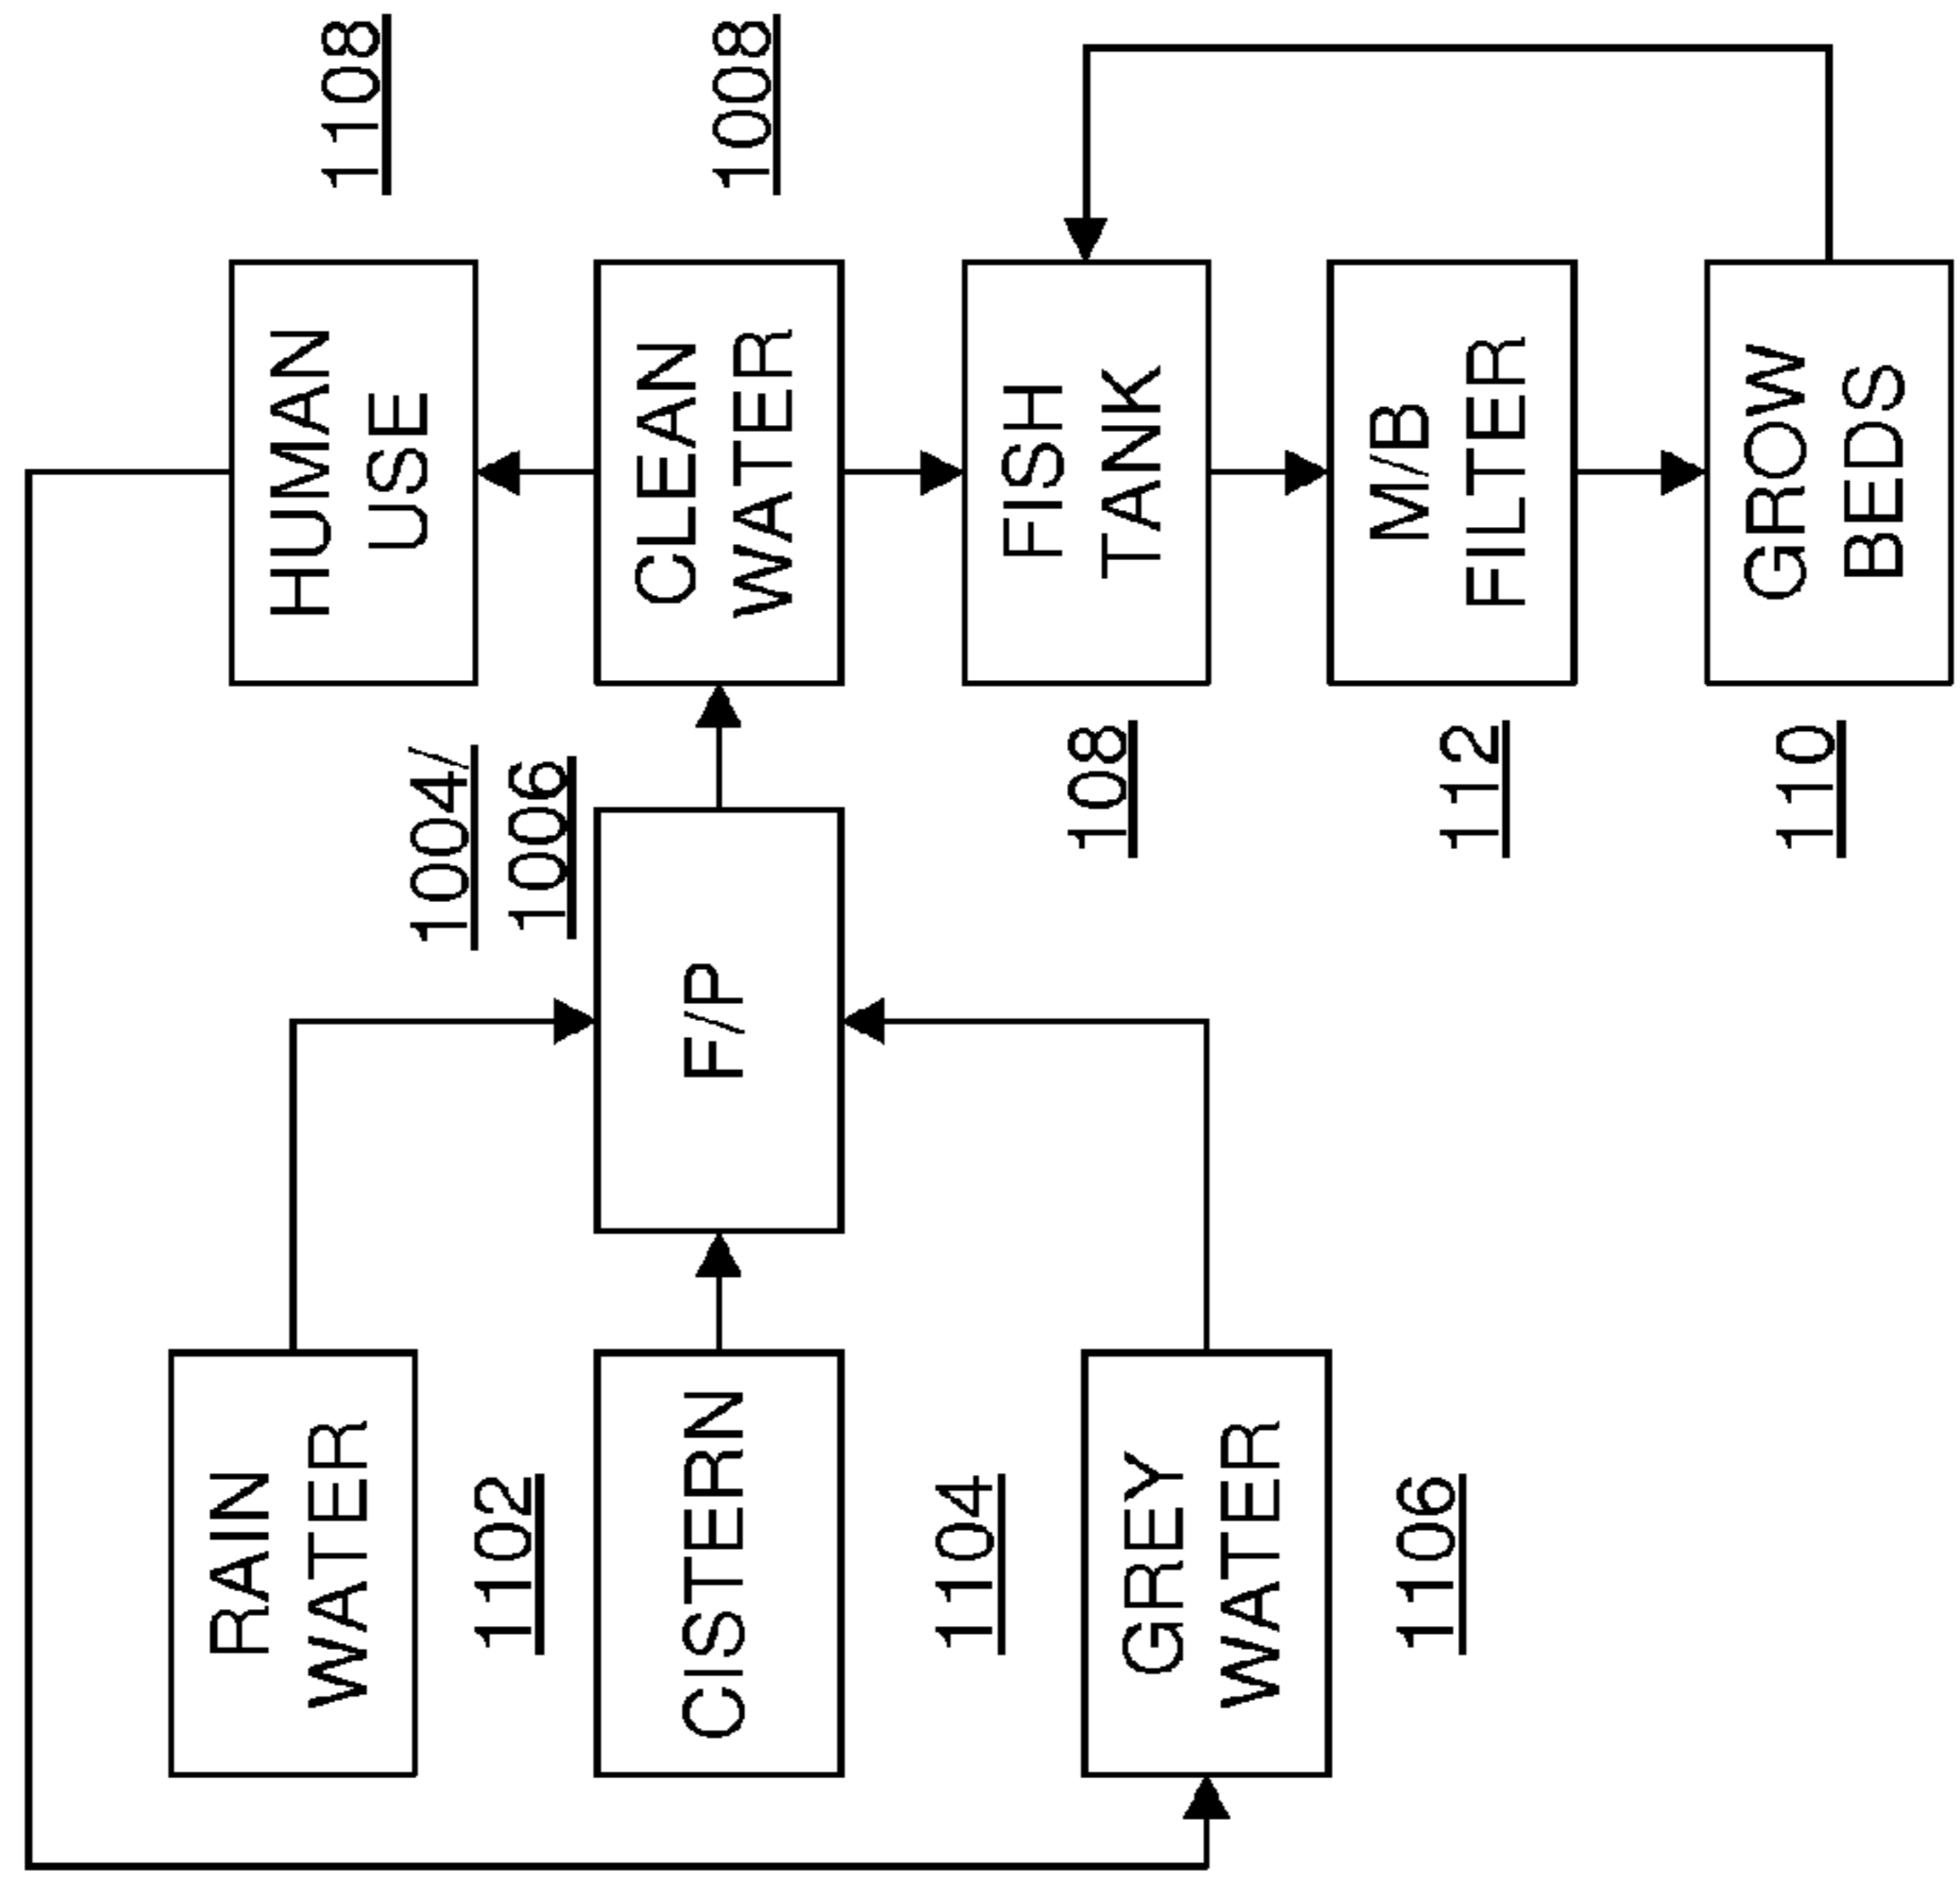 RAIN
WATER
1102
CISTERN
1104
GREY
WATER
1106
1004/
1006
F/P
HUMAN
USE
1108
CLEAN
WATER
1008
FISH
TANK
108
M/B
FILTER
112
GROW
BEDS
110